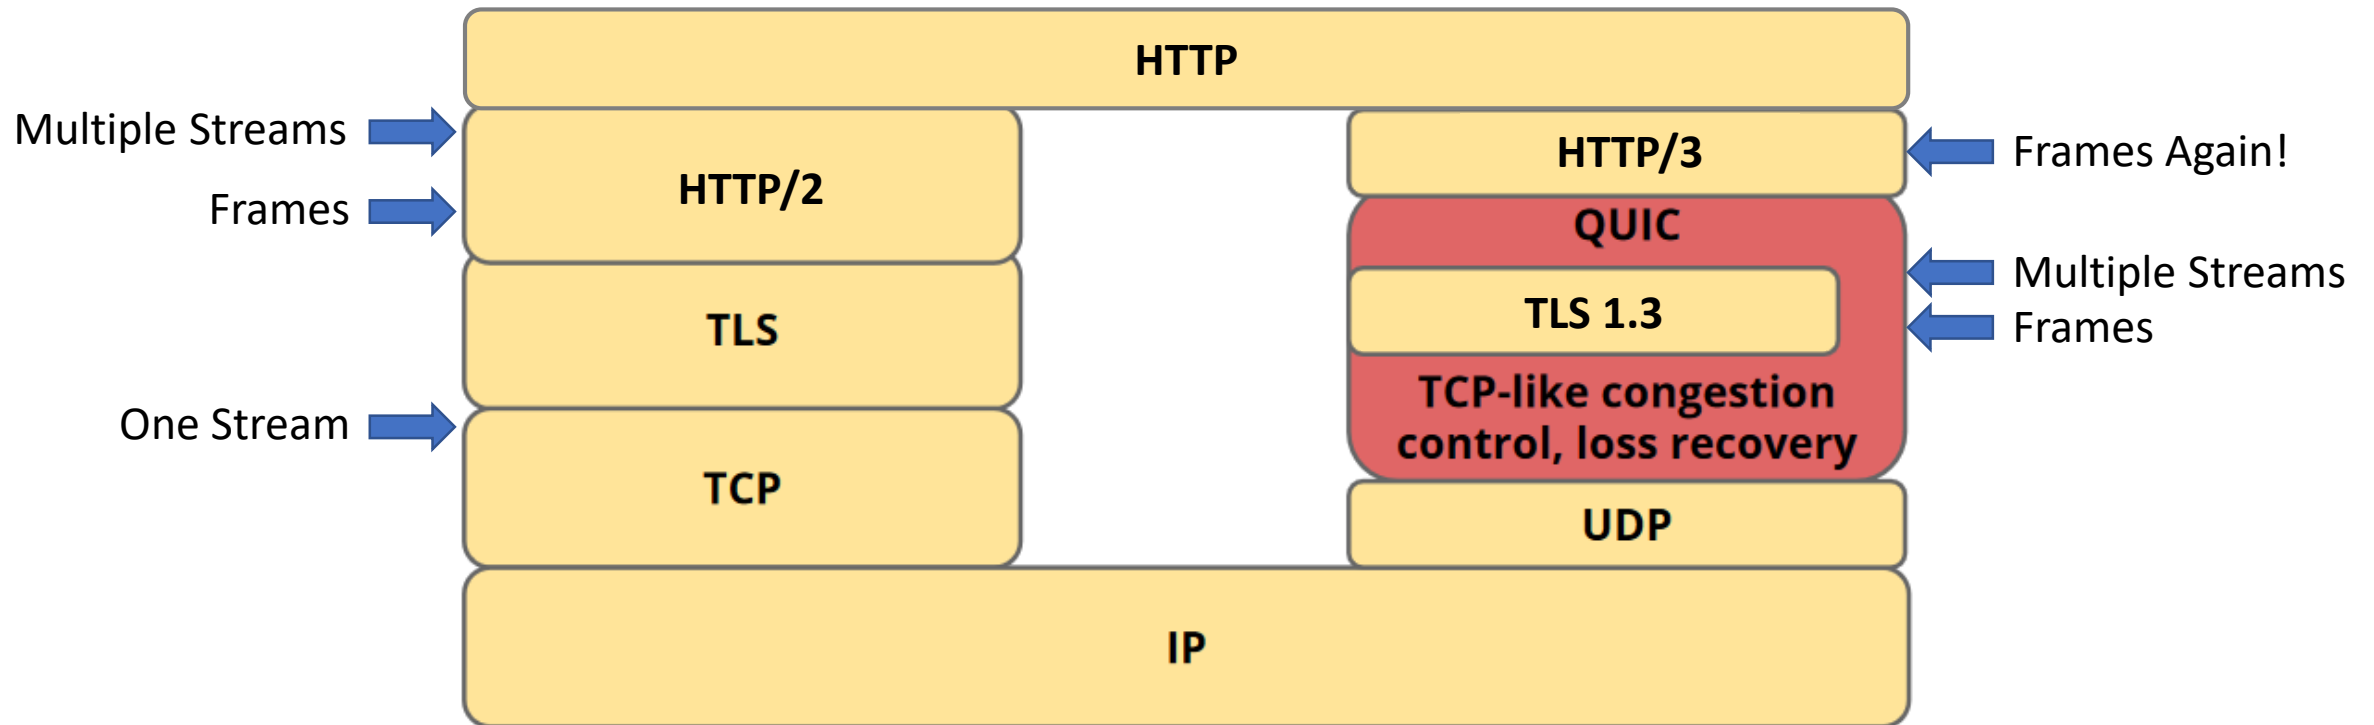 HTTP
Multiple Streams
Frames
One Stream
HTTP/2
TLS
TCP
HTTP/3
QUIC
TLS 1.3
TCP-like congestion
control, loss recovery
UDP
Frames Again!
Multiple Streams
Frames
IP